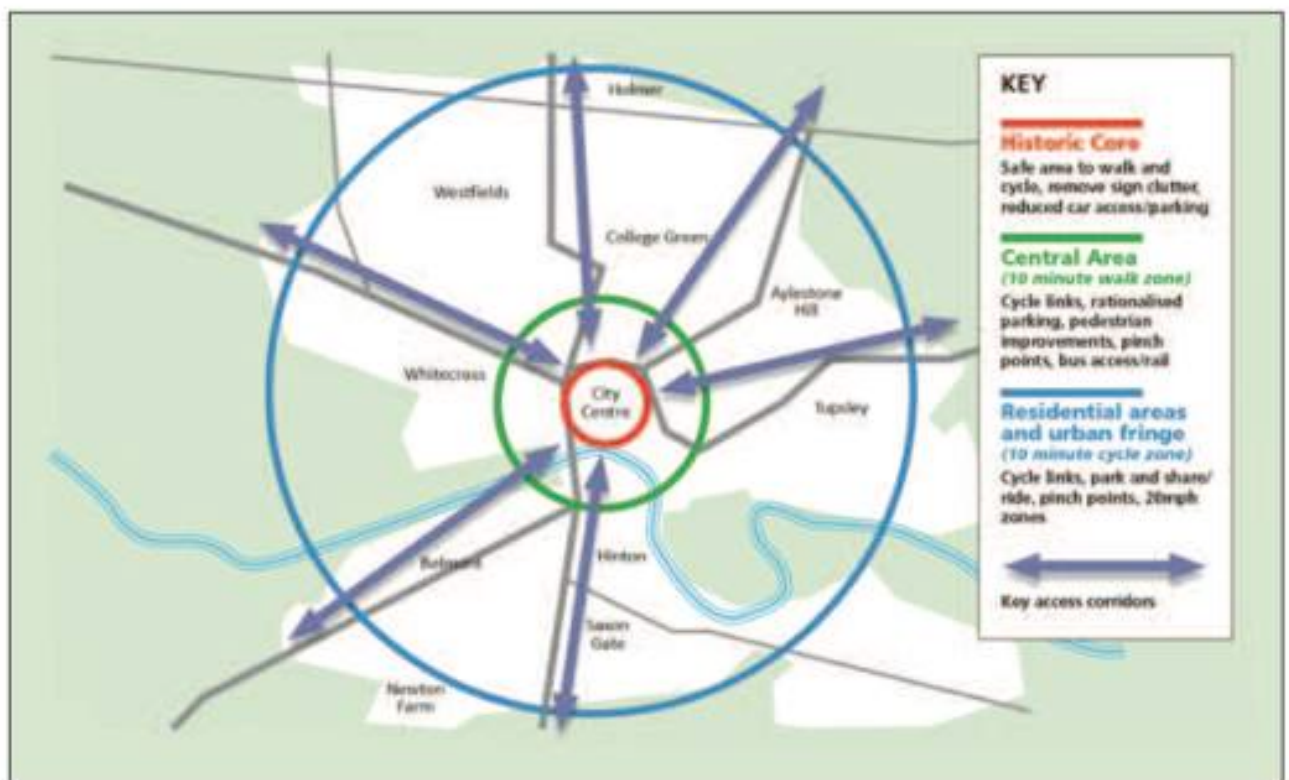 Holmer
Westfields
College Green
Aylestone
Hill
Whitecross
City
Centre
Tupsley
Belmont
Hinton
Saxon
Gate
Newton
Farm
KEY
Historic Core
Safe area to walk and
cycle, remove sign clutter,
reduced car access/parking
Central Area
(10 minute walk zone)
Cycle links, rationalised
parking, pedestrian
improvements, pinch
points, bus access/rail
Residential areas
and urban fringe
(10 minute cycle zone)
Cycle links, park and share/
ride, pinch points, 20mph
zones
Key access corridors